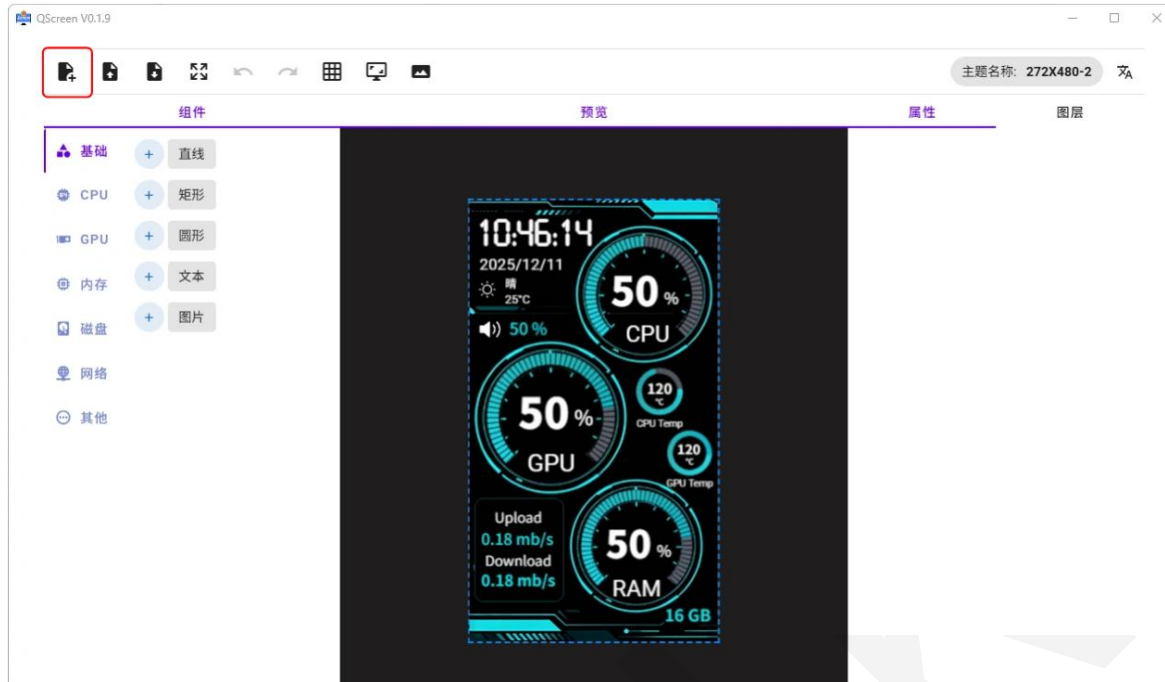 QScreen V0.1.9
主题名称: 272X480-2
组件
预览
属性
图层
基础
CPU
GPU
内存
磁盘
网络
其他
+ 直线
+ 矩形
+ 圆形
+ 文本
+ 图片
10:46:14
2025/12/11
晴
25°C
50 %
CPU
50 %
50 %
GPU
120
℃
CPU Temp
120
℃
GPU Temp
Upload
0.18 mb/s
Download
0.18 mb/s
50 %
RAM
16 GB